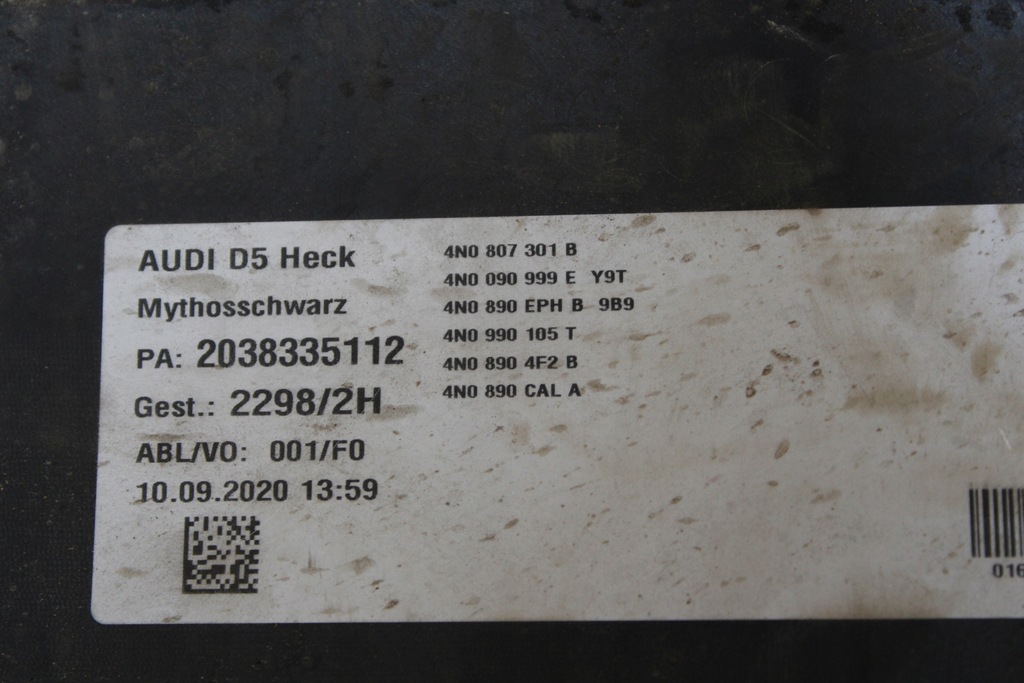 AUDI D5 Heck
Mythosschwarz
PA: 2038335112
Gest.: 2298/2H
ABL/VO: 001/F0
10.09.2020 13:59
4N0 807 301 B
4N0 090 999 E Y9T
4N0 890 EPH B 9B9
4N0 990 105 T
4N0 890 4F2 B
4N0 890 CAL A
016